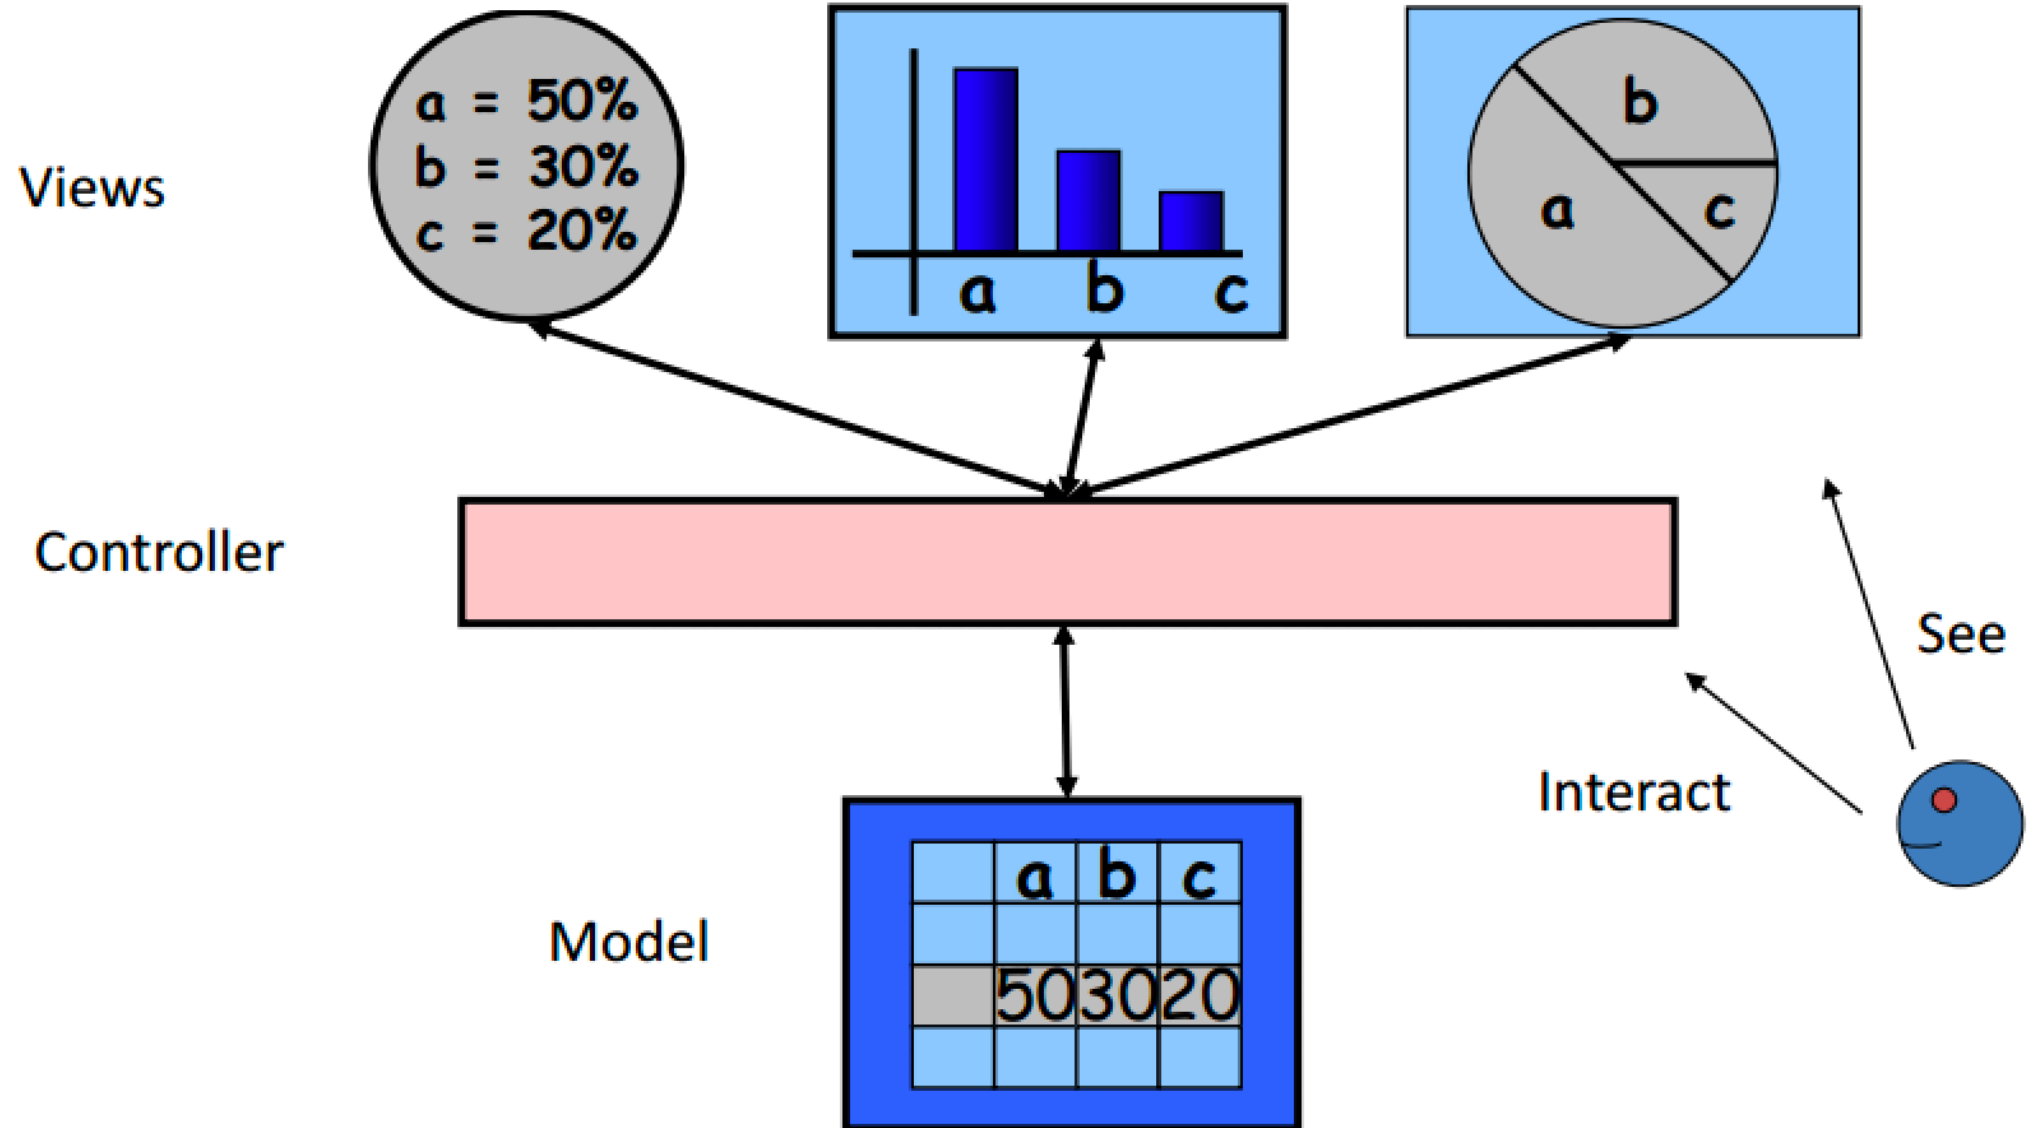 Views
a = 50%
b = 30%
c = 20%
a b c
b
a
c
Controller
See
Interact
Model
a b c
50 30 20